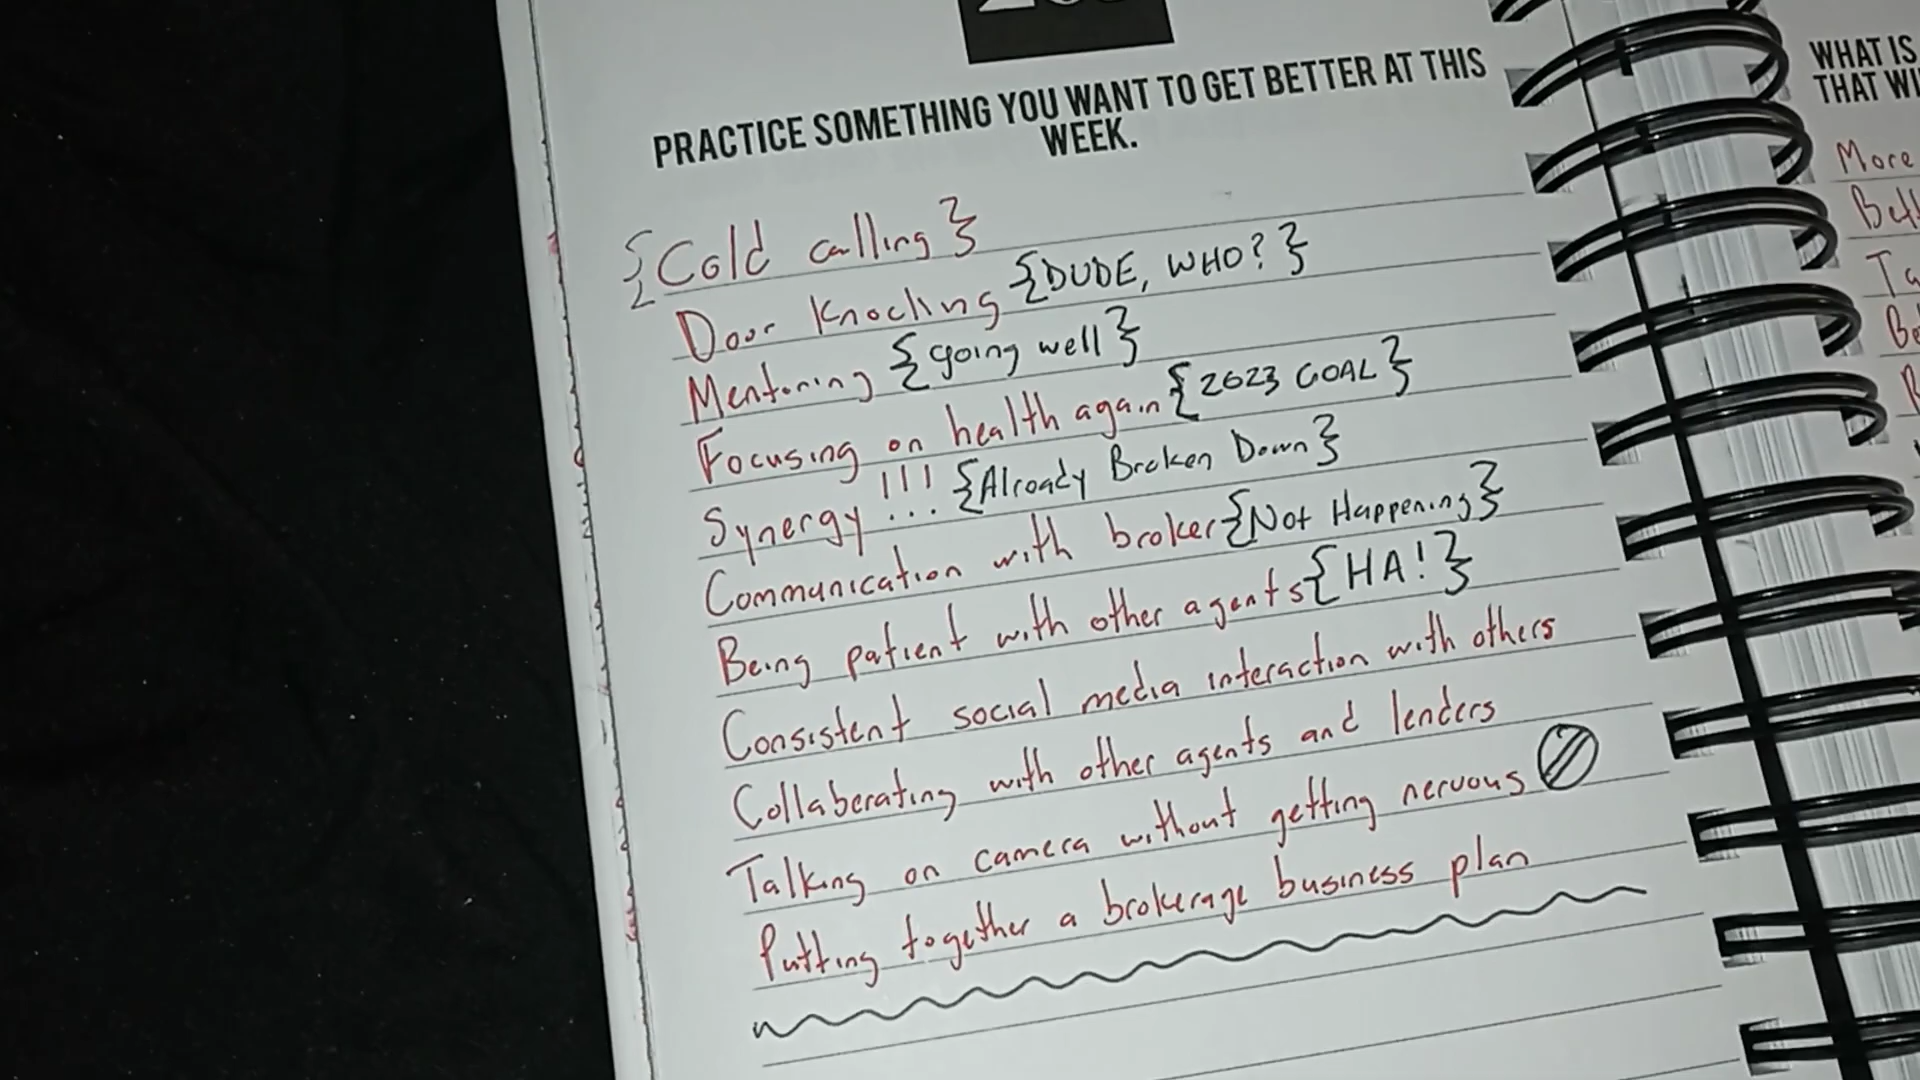 PRACTICE SOMETHING YOU WANT TO GET BETTER AT THIS
WEEK.
{Cold calling}
Door Knocking {DUDE, WHO?}
Mentoring {going well}
Focusing on health again {2023 GOAL}
Synergy!!! {Already Broken Down}
Communication with broker {Not Happening}
Being patient with other agents {HA!}
Consistent social media interaction with others
Collaberating with other agents and lenders
Talking on camera without getting nervous
Putting together a brokerage business plan
WHAT IS
THAT
More